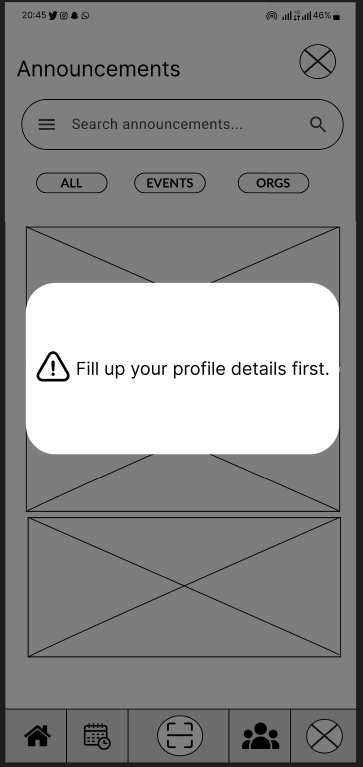 20:45 46%
Announcements
Search announcements...
ALL EVENTS ORGS
Fill up your profile details first.